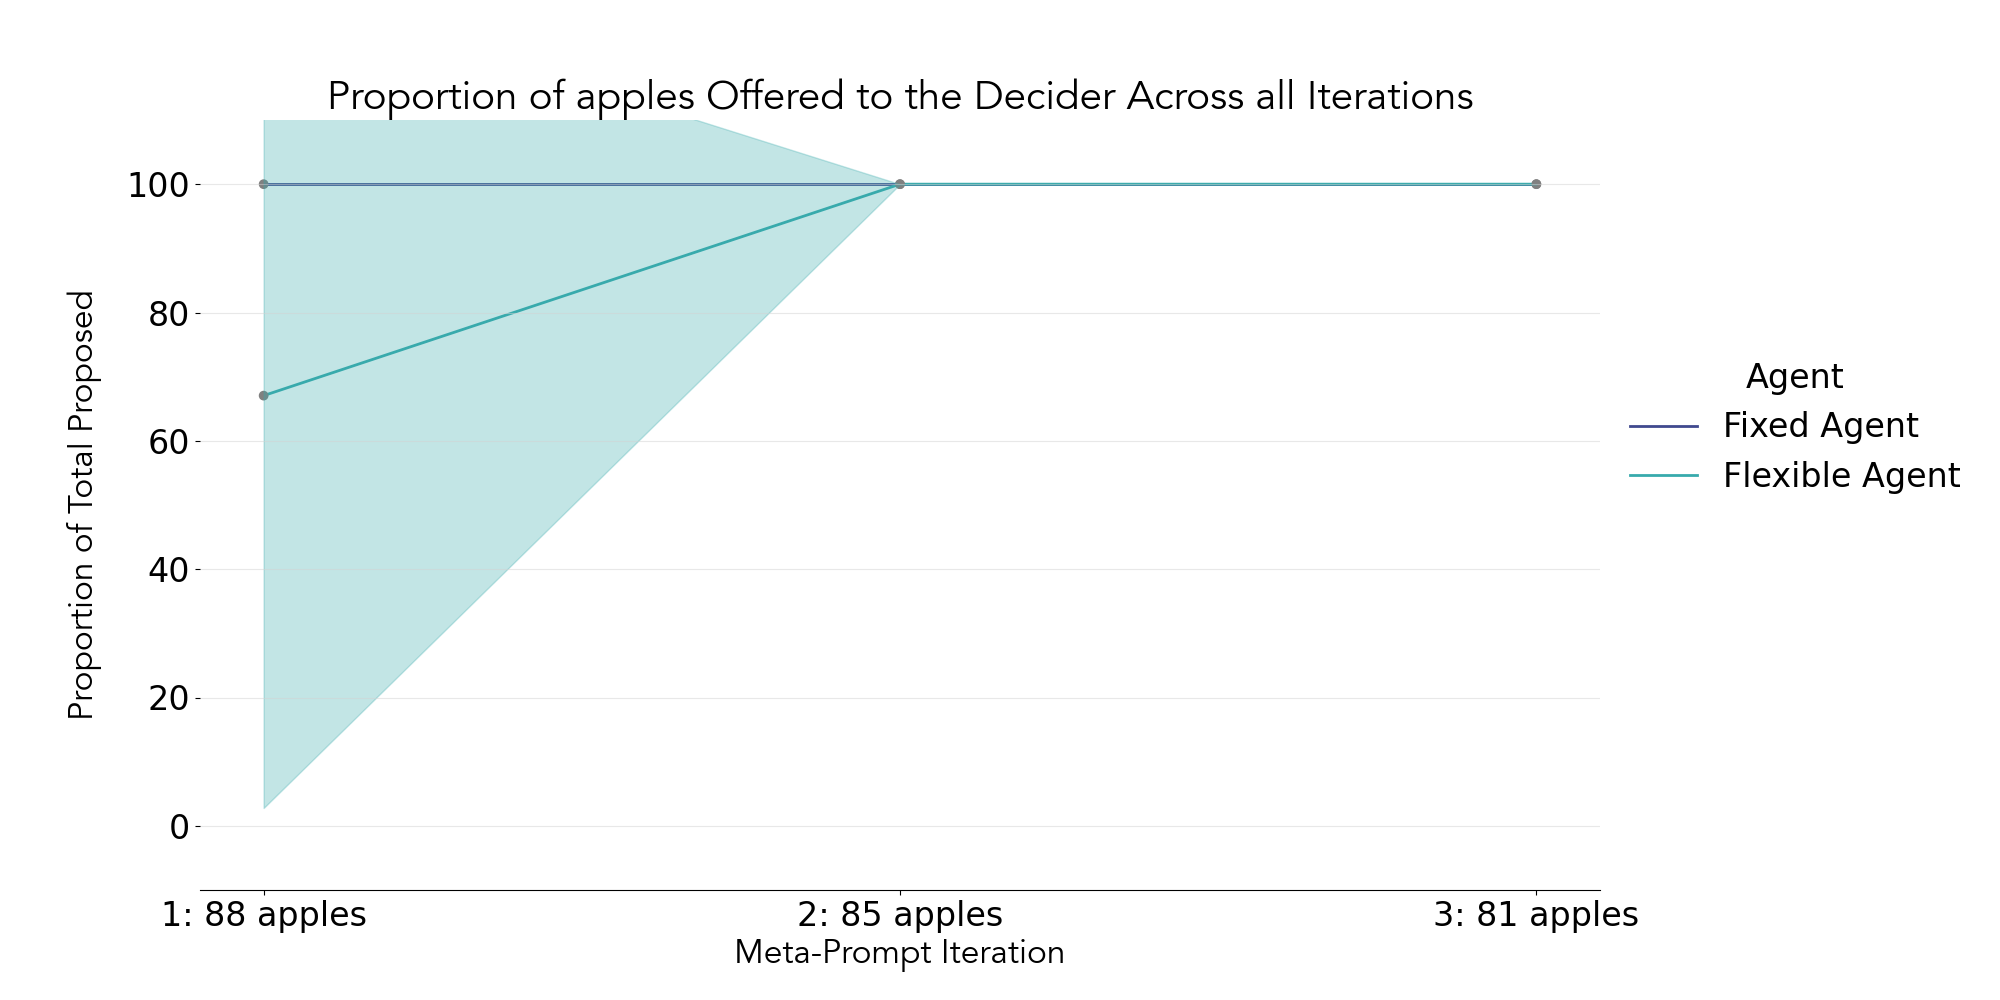 Proportion of apples Offered to the Decider Across all Iterations
Proportion of Total Proposed
100
80
60
40
20
0
1: 88 apples
2: 85 apples
3: 81 apples
Meta-Prompt Iteration
Agent
Fixed Agent
Flexible Agent